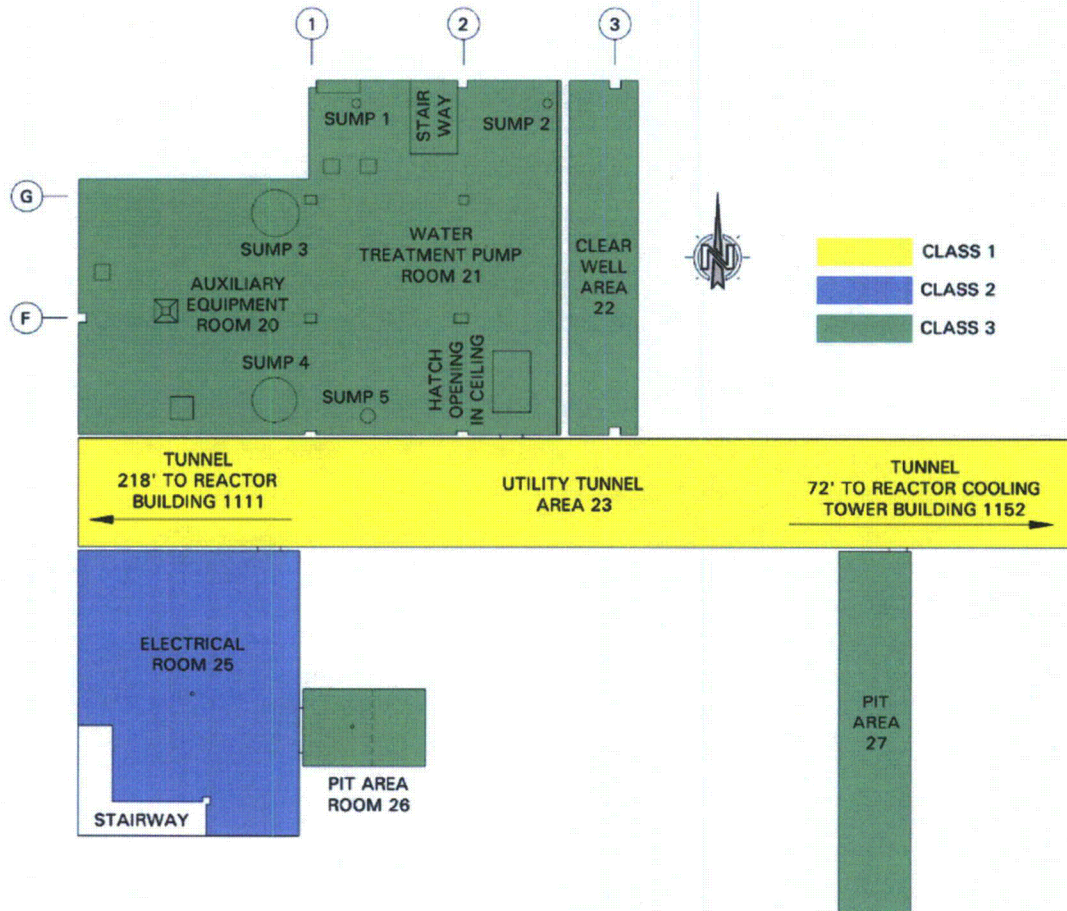 1
2
3
SUMP 1
STAIR
WAY
SUMP 2
G
SUMP 3
WATER
TREATMENT PUMP
ROOM 21
CLEAR
WELL
AREA
22
N
CLASS 1
CLASS 2
CLASS 3
AUXILIARY
EQUIPMENT
ROOM 20
F
SUMP 4
SUMP 5
HATCH
OPENING
IN CEILING
TUNNEL
218' TO REACTOR
BUILDING 1111
UTILITY TUNNEL
AREA 23
TUNNEL
72' TO REACTOR COOLING
TOWER BUILDING 1152
ELECTRICAL
ROOM 25
PIT
AREA
27
PIT AREA
ROOM 26
STAIRWAY